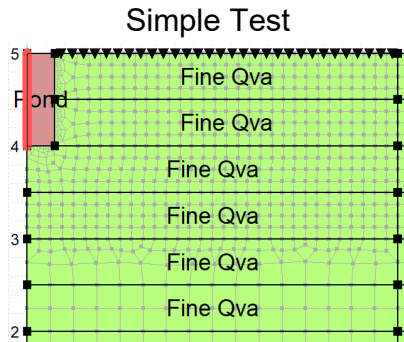 Simple Test
5
Fine Qva
Pond
Fine Qva
4
Fine Qva
Fine Qva
3
Fine Qva
Fine Qva
2